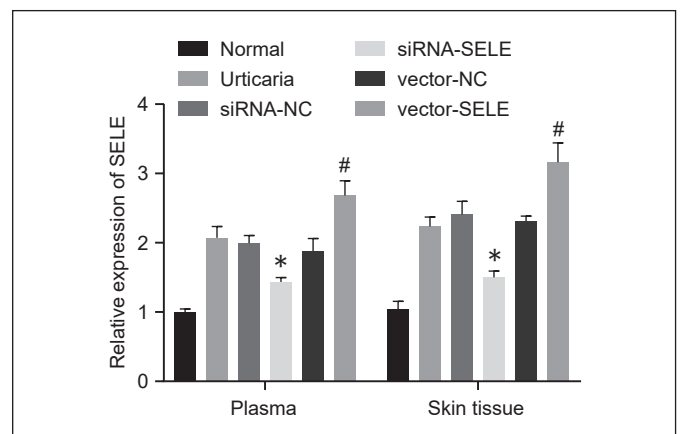 Normal
Urticaria
siRNA-NC
siRNA-SELE
vector-NC
vector-SELE
Relative expression of SELE
4
3
2
1
0
*
#
*
#
Plasma
Skin tissue